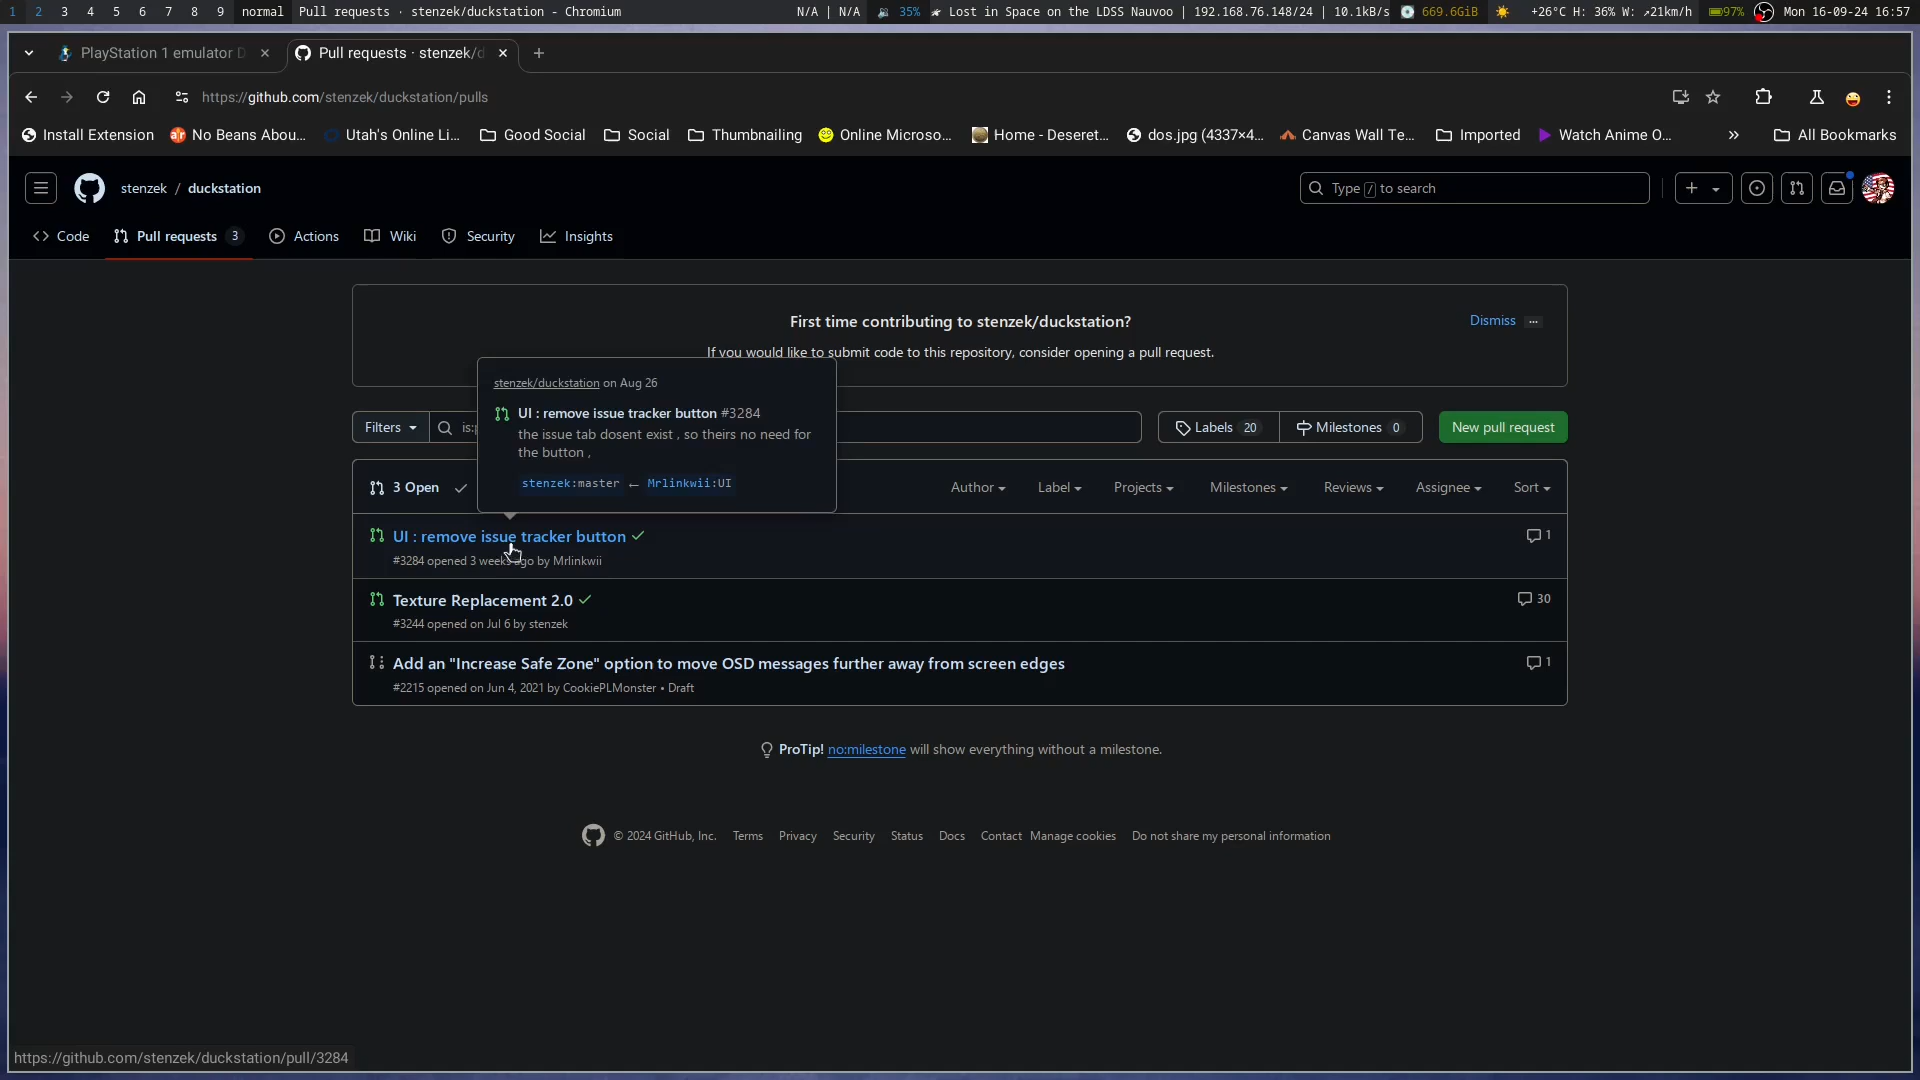 1 2 3 4 5 6 7 8 9 normal Pull requests · stenzek/duckstation - Chromium N/A | N/A 35% Lost in Space on the LDSS Nauvoo | 192.168.76.148/24 | 10.1kB/s 669.6GiB +26°C H: 36% W: ↗21km/h 97% Mon 16-09-24 16:57
PlayStation 1 emulator D Pull requests · stenzek/d
https://github.com/stenzek/duckstation/pulls
Install Extension No Beans Abou... Utah's Online Li... Good Social Social Thumbnailing Online Microso... Home - Deseret... dos.jpg (4337×4... Canvas Wall Te... Imported Watch Anime O... » All Bookmarks
stenzek / duckstation Type / to search
Code Pull requests 3 Actions Wiki Security Insights
First time contributing to stenzek/duckstation? Dismiss ...
If you would like to submit code to this repository, consider opening a pull request.
stenzek/duckstation on Aug 26
UI : remove issue tracker button #3284
the issue tab dosent exist , so theirs no need for
the button ,
stenzek:master ← Mrlinkwii:UI
Filters is:p Labels 20 Milestones 0 New pull request
3 Open Author Label Projects Milestones Reviews Assignee Sort
UI : remove issue tracker button 1
#3284 opened 3 weeks ago by Mrlinkwii
Texture Replacement 2.0 30
#3244 opened on Jul 6 by stenzek
Add an "Increase Safe Zone" option to move OSD messages further away from screen edges 1
#2215 opened on Jun 4, 2021 by CookiePLMonster • Draft
ProTip! no:milestone will show everything without a milestone.
© 2024 GitHub, Inc. Terms Privacy Security Status Docs Contact Manage cookies Do not share my personal information
https://github.com/stenzek/duckstation/pull/3284